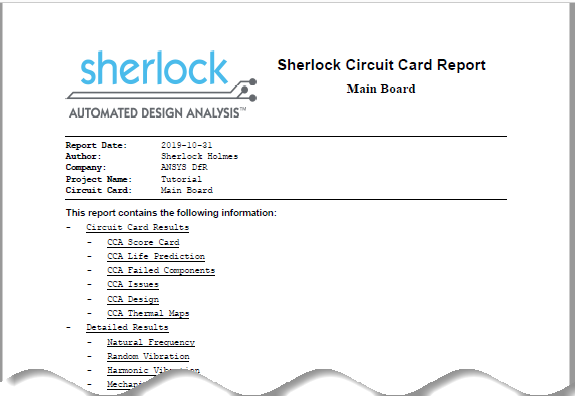 sherlock
AUTOMATED DESIGN ANALYSIS™
Sherlock Circuit Card Report
Main Board
Report Date: 2019-10-31
Author: Sherlock Holmes
Company: ANSYS DfR
Project Name: Tutorial
Circuit Card: Main Board
This report contains the following information:
- Circuit Card Results
- CCA Score Card
- CCA Life Prediction
- CCA Failed Components
- CCA Issues
- CCA Design
- CCA Thermal Maps
- Detailed Results
- Natural Frequency
- Random Vibration
- Harmonic
-